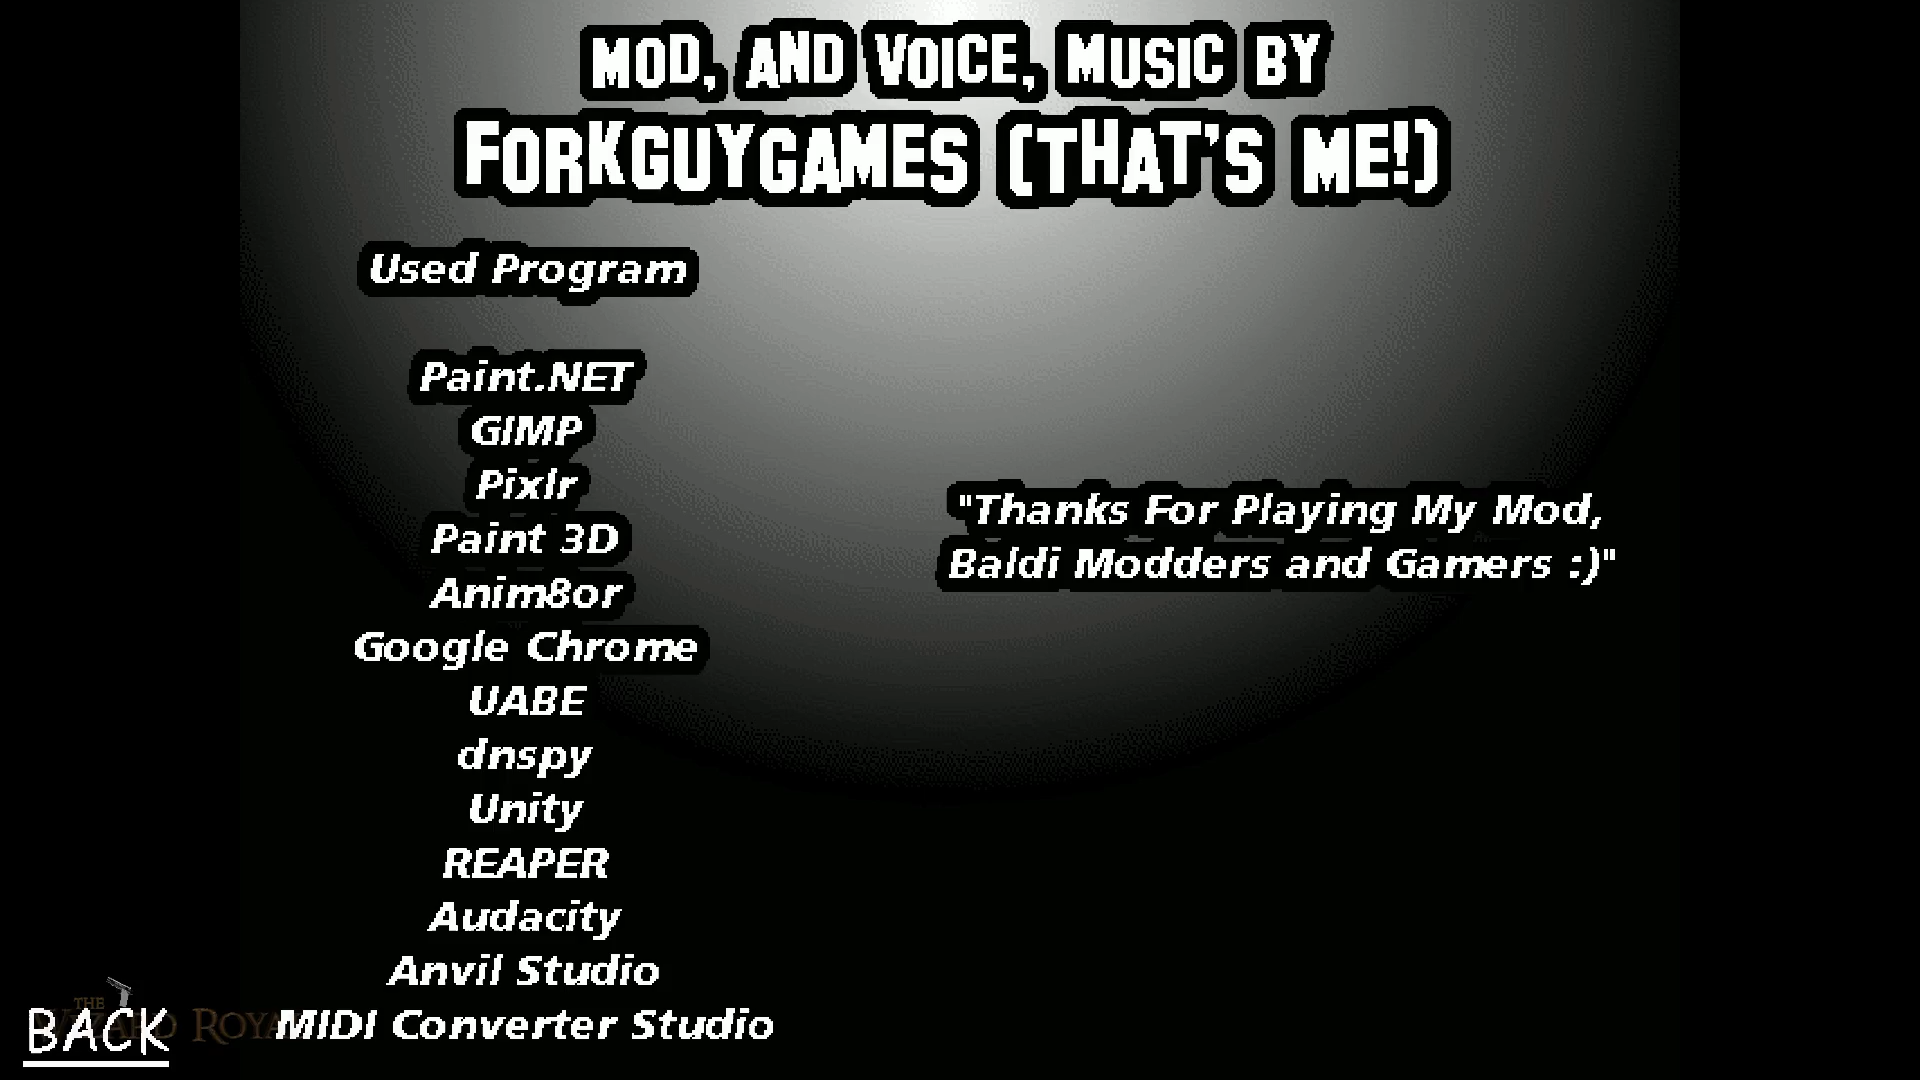 MOD, AND VOICE, MUSIC BY
FORKGUYGAMES (THAT'S ME!)
Used Program
Paint.NET
GIMP
Pixlr
Paint 3D
Anim8or
Google Chrome
UABE
dnspy
Unity
REAPER
Audacity
Anvil Studio
MIDI Converter Studio
"Thanks For Playing My Mod,
Baldi Modders and Gamers :)"
THE
BACK